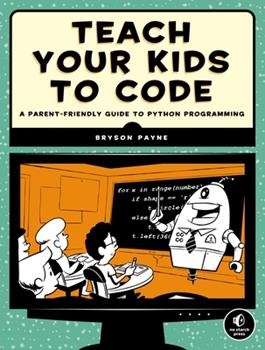 TEACH
YOUR KIDS
TO CODE
A PARENT-FRIENDLY GUIDE TO PYTHON PROGRAMMING
BRYSON PAYNE
for x in range(number)
if shape == 'r
t.circle(
else
t.left(36
no starch
press